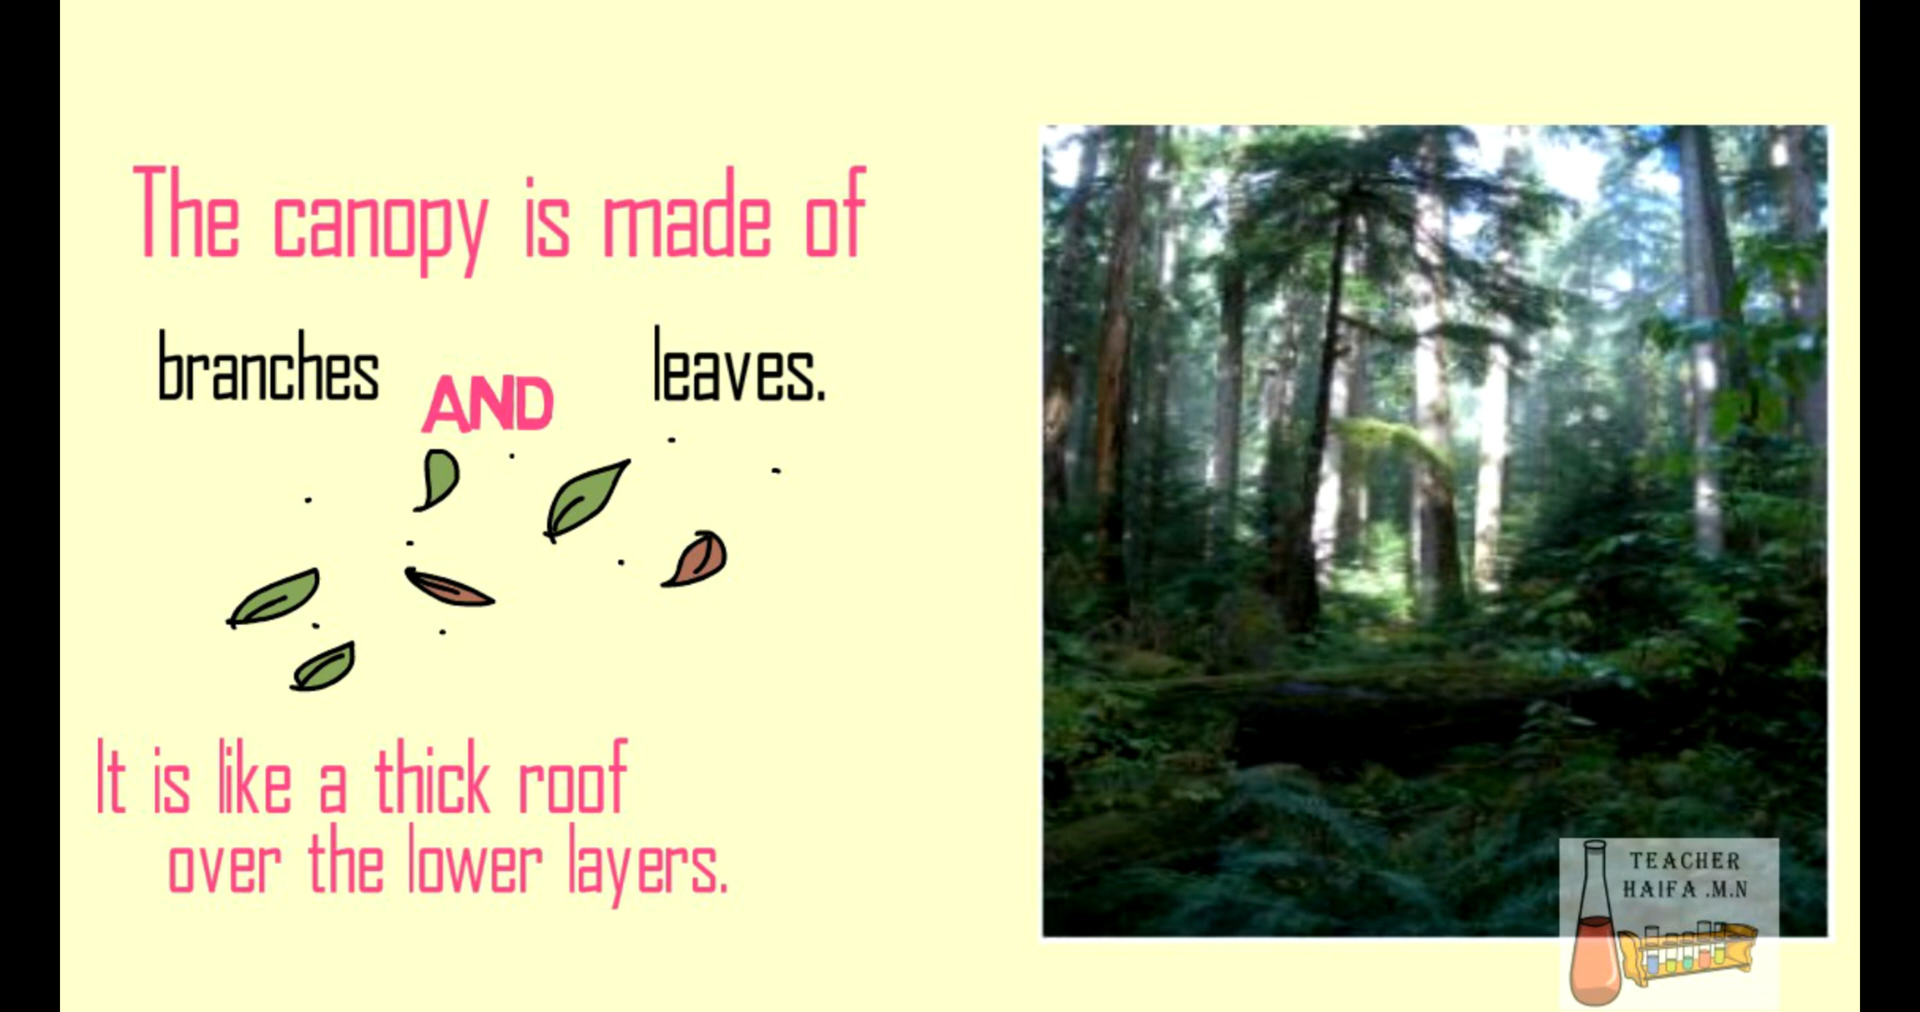 The canopy is made of
branches AND leaves.
It is like a thick roof
over the lower layers.
TEACHER
HAIFA .M.N